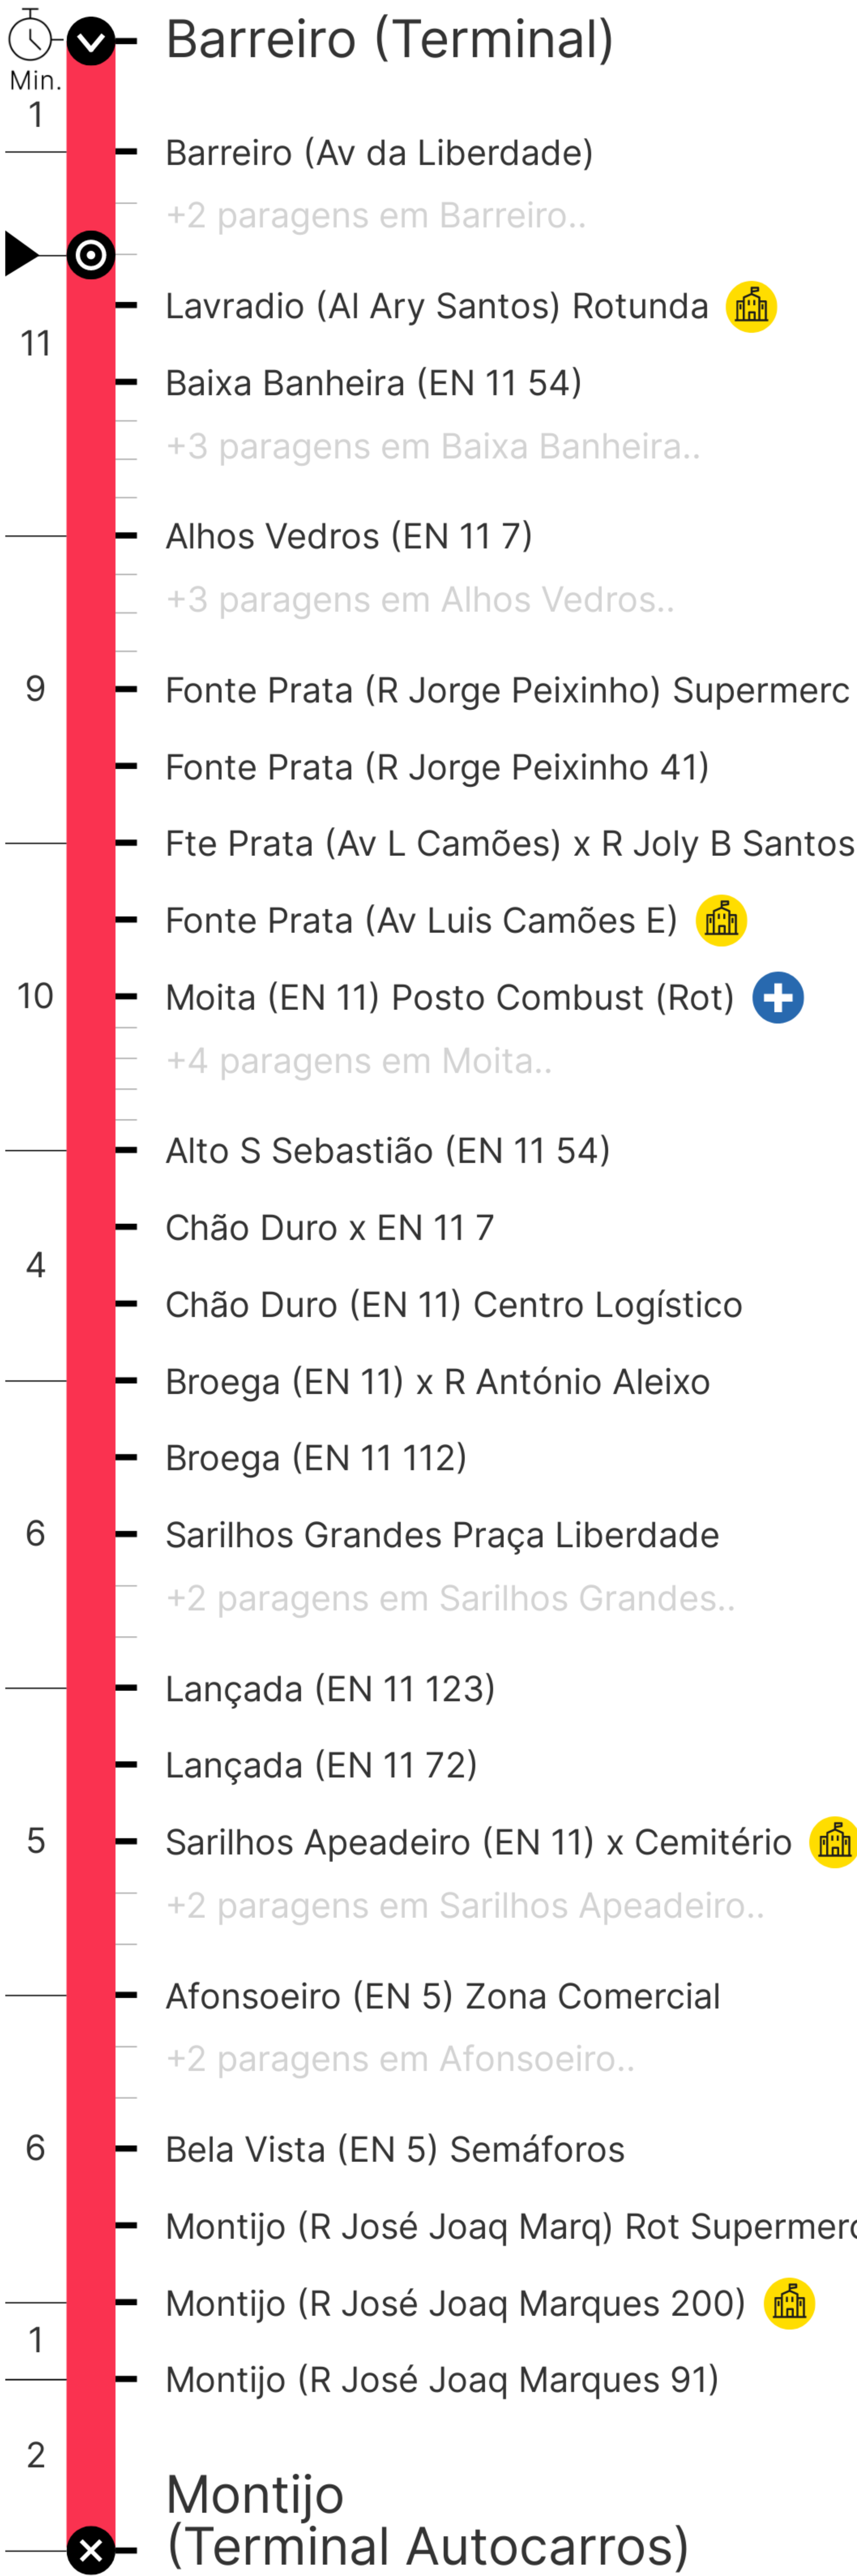 Barreiro (Terminal)
Min.
1
Barreiro (Av da Liberdade)
+2 paragens em Barreiro..
Lavradio (Al Ary Santos) Rotunda
11
Baixa Banheira (EN 11 54)
+3 paragens em Baixa Banheira..
Alhos Vedros (EN 11 7)
+3 paragens em Alhos Vedros..
9
Fonte Prata (R Jorge Peixinho) Supermerc
Fonte Prata (R Jorge Peixinho 41)
Fte Prata (Av L Camões) x R Joly B Santos
Fonte Prata (Av Luis Camões E)
10
Moita (EN 11) Posto Combust (Rot)
+4 paragens em Moita..
Alto S Sebastião (EN 11 54)
Chão Duro x EN 11 7
4
Chão Duro (EN 11) Centro Logístico
Broega (EN 11) x R António Aleixo
Broega (EN 11 112)
6
Sarilhos Grandes Praça Liberdade
+2 paragens em Sarilhos Grandes..
Lançada (EN 11 123)
Lançada (EN 11 72)
5
Sarilhos Apeadeiro (EN 11) x Cemitério
+2 paragens em Sarilhos Apeadeiro..
Afonsoeiro (EN 5) Zona Comercial
+2 paragens em Afonsoeiro..
6
Bela Vista (EN 5) Semáforos
Montijo (R José Joaq Marq) Rot Supermerc
Montijo (R José Joaq Marques 200)
1
Montijo (R José Joaq Marques 91)
2
Montijo
(Terminal Autocarros)